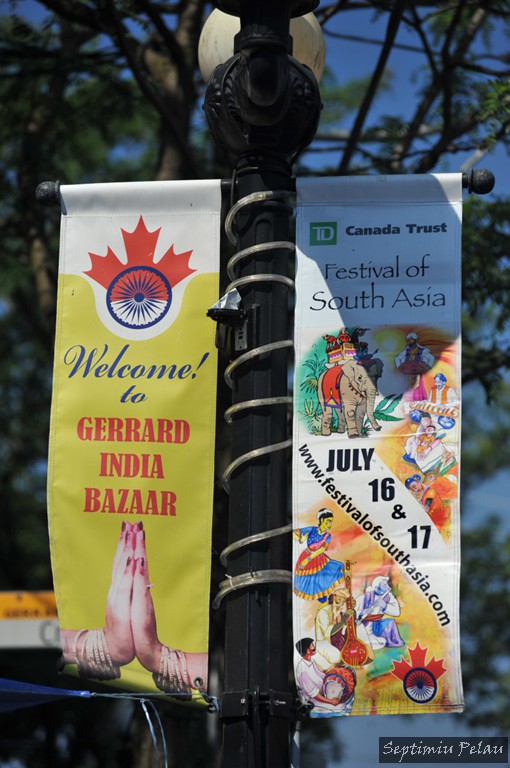 Welcome!
to
GERRARD
INDIA
BAZAAR
TD Canada Trust
Festival of
South Asia
JULY
16
&
17
www.festivalofsouthasia.com
Septimiu Pelau